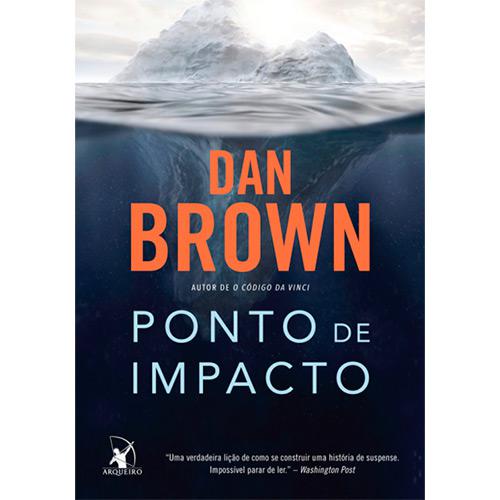 DAN
BROWN
AUTOR DE O CÓDIGO DA VINCI
PONTO DE
IMPACTO
"Uma verdadeira lição de como se construir uma história de suspense.
Impossível parar de ler." – Washington Post
ARQUEIRO